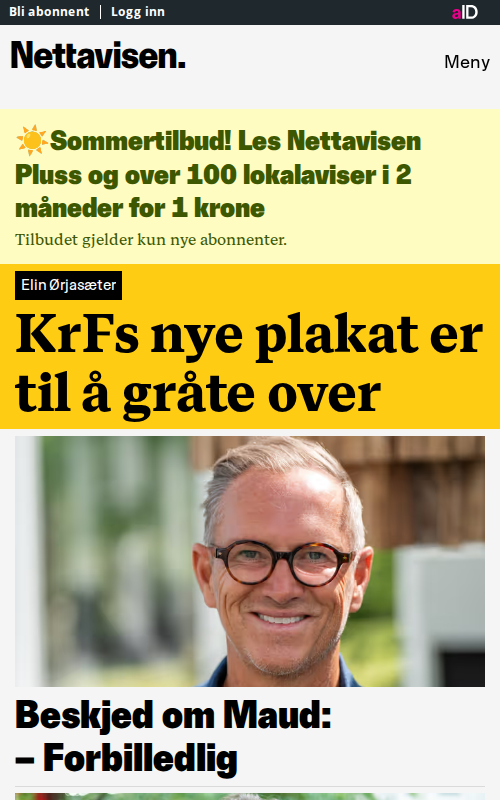 Bli abonnent
Logg inn
aID
Nettavisen.
Meny
☀️Sommertilbud! Les Nettavisen
Pluss og over 100 lokalaviser i 2
måneder for 1 krone
Tilbudet gjelder kun nye abonnenter.
Elin Ørjasæter
KrFs nye plakat er
til å gråte over
Beskjed om Maud:
– Forbilledlig